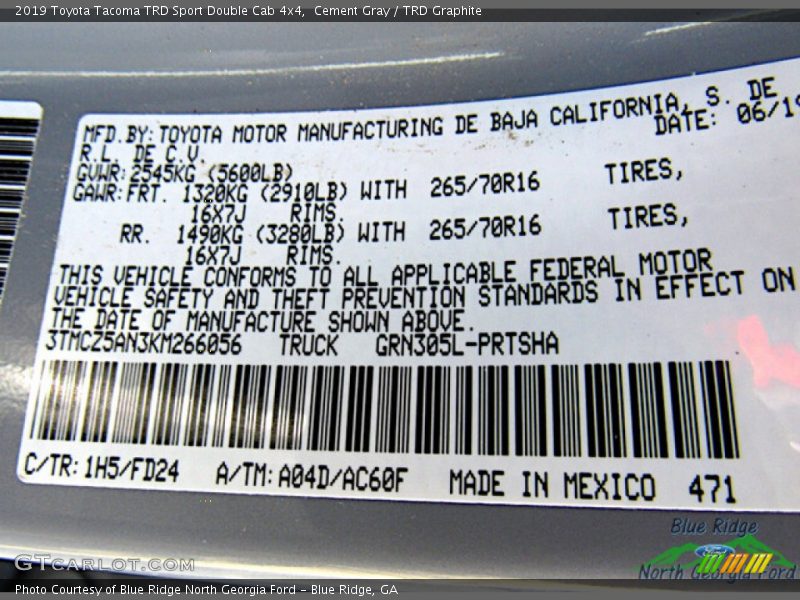 2019 Toyota Tacoma TRD Sport Double Cab 4x4,  Cement Gray / TRD Graphite
MFD.BY: TOYOTA MOTOR MANUFACTURING DE BAJA CALIFORNIA, S. DE
R.L. DE C.V. DATE: 06/19
GVWR: 2545KG (5600LB)
GAWR: FRT. 1320KG (2910LB) WITH 265/70R16 TIRES,
16X7J RIMS.
RR. 1490KG (3280LB) WITH 265/70R16 TIRES,
16X7J RIMS.
THIS VEHICLE CONFORMS TO ALL APPLICABLE FEDERAL MOTOR
VEHICLE SAFETY AND THEFT PREVENTION STANDARDS IN EFFECT ON
THE DATE OF MANUFACTURE SHOWN ABOVE.
3TMCZ5AN3KM266056 TRUCK GRN305L-PRTSHA
C/TR: 1H5/FD24 A/TM: A04D/AC60F MADE IN MEXICO 471
Blue Ridge
Ford
North Georgia Ford
GTCarLot.com
Photo Courtesy of Blue Ridge North Georgia Ford – Blue Ridge, GA